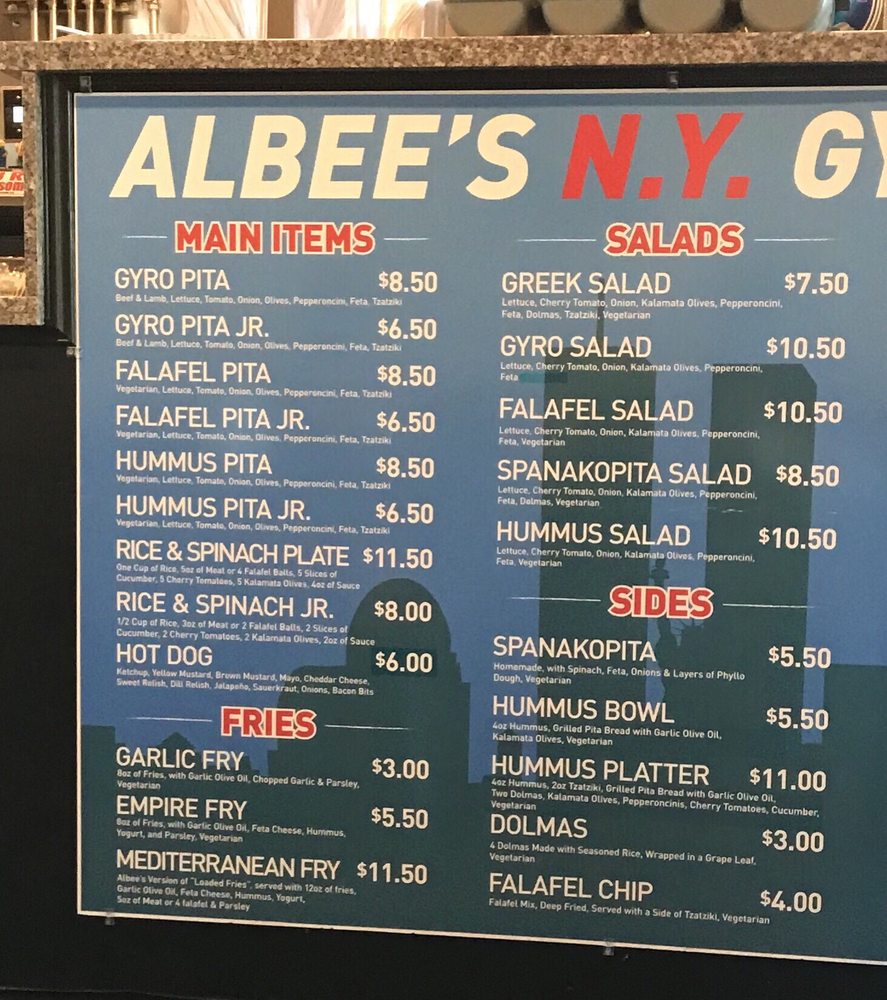 ALBEE'S N.Y. GY
MAIN ITEMS
GYRO PITA $8.50
Beef & Lamb, Lettuce, Tomato, Onion, Olives, Pepperoncini, Feta, Tzatziki
GYRO PITA JR. $6.50
Beef & Lamb, Lettuce, Tomato, Onion, Olives, Pepperoncini, Feta, Tzatziki
FALAFEL PITA $8.50
Vegetarian, Lettuce, Tomato, Onion, Olives, Pepperoncini, Feta, Tzatziki
FALAFEL PITA JR. $6.50
Vegetarian, Lettuce, Tomato, Onion, Olives, Pepperoncini, Feta, Tzatziki
HUMMUS PITA $8.50
Vegetarian, Lettuce, Tomato, Onion, Olives, Pepperoncini, Feta, Tzatziki
HUMMUS PITA JR. $6.50
Vegetarian, Lettuce, Tomato, Onion, Olives, Pepperoncini, Feta, Tzatziki
RICE & SPINACH PLATE $11.50
One Cup of Rice, 5oz of Meat or 4 Falafel Balls, 5 Slices of
Cucumber, 5 Cherry Tomatoes, 5 Kalamata Olives, 4oz of Sauce
RICE & SPINACH JR. $8.00
1/2 Cup of Rice, 3oz of Meat or 2 Falafel Balls, 2 Slices of
Cucumber, 2 Cherry Tomatoes, 2 Kalamata Olives, 2oz of Sauce
HOT DOG $6.00
Ketchup, Yellow Mustard, Brown Mustard, Mayo, Cheddar Cheese,
Sweet Relish, Dill Relish, Jalapeño, Sauerkraut, Onions, Bacon Bits
FRIES
GARLIC FRY $3.00
8oz of Fries, with Garlic Olive Oil, Chopped Garlic & Parsley,
Vegetarian
EMPIRE FRY $5.50
8oz of Fries, with Garlic Olive Oil, Feta Cheese, Hummus,
Yogurt, and Parsley, Vegetarian
MEDITERRANEAN FRY $11.50
Albee's Version of "Loaded Fries", served with 12oz of fries,
Garlic Olive Oil, Feta Cheese, Hummus, Yogurt,
5oz of Meat or 4 falafel & Parsley
SALADS
GREEK SALAD $7.50
Lettuce, Cherry Tomato, Onion, Kalamata Olives, Pepperoncini,
Feta, Dolmas, Tzatziki, Vegetarian
GYRO SALAD $10.50
Lettuce, Cherry Tomato, Onion, Kalamata Olives, Pepperoncini,
Feta
FALAFEL SALAD $10.50
Lettuce, Cherry Tomato, Onion, Kalamata Olives, Pepperoncini,
Feta, Vegetarian
SPANAKOPITA SALAD $8.50
Lettuce, Cherry Tomato, Onion, Kalamata Olives, Pepperoncini,
Feta, Dolmas, Vegetarian
HUMMUS SALAD $10.50
Lettuce, Cherry Tomato, Onion, Kalamata Olives, Pepperoncini,
Feta, Vegetarian
SIDES
SPANAKOPITA $5.50
Homemade, with Spinach, Feta, Onions & Layers of Phyllo
Dough, Vegetarian
HUMMUS BOWL $5.50
4oz Hummus, Grilled Pita Bread with Garlic Olive Oil,
Kalamata Olives, Vegetarian
HUMMUS PLATTER $11.00
4oz Hummus, 2oz Tzatziki, Grilled Pita Bread with Garlic Olive Oil,
Two Dolmas, Kalamata Olives, Pepperoncinis, Cherry Tomatoes, Cucumber,
Vegetarian
DOLMAS $3.00
4 Dolmas Made with Seasoned Rice, Wrapped in a Grape Leaf,
Vegetarian
FALAFEL CHIP $4.00
Falafel Mix, Deep Fried, Served with a Side of Tzatziki, Vegetarian